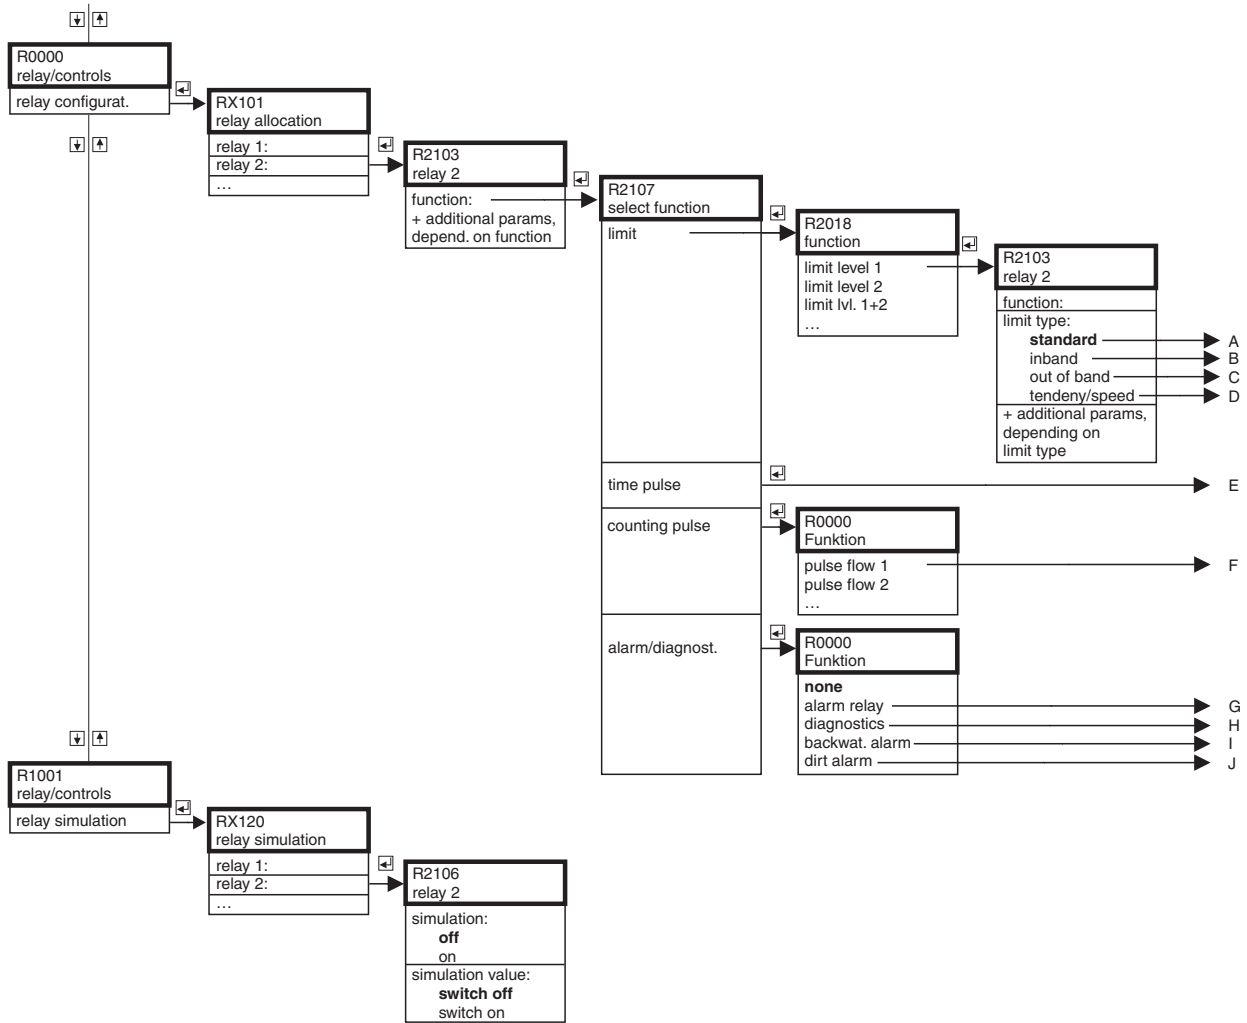 R0000
relay/controls
relay configurat.
RX101
relay allocation
relay 1:
relay 2:
…
R2103
relay 2
function:
+ additional params,
depend. on function
R2107
select function
limit
R2018
function
limit level 1
limit level 2
limit lvl. 1+2
…
R2103
relay 2
function:
limit type:
standard
inband
out of band
tendeny/speed
+ additional params,
depending on
limit type
A
B
C
D
time pulse
E
counting pulse
R0000
Funktion
pulse flow 1
pulse flow 2
…
F
alarm/diagnost.
R0000
Funktion
none
alarm relay
diagnostics
backwat. alarm
dirt alarm
G
H
I
J
R1001
relay/controls
relay simulation
RX120
relay simulation
relay 1:
relay 2:
…
R2106
relay 2
simulation:
off
on
simulation value:
switch off
switch on